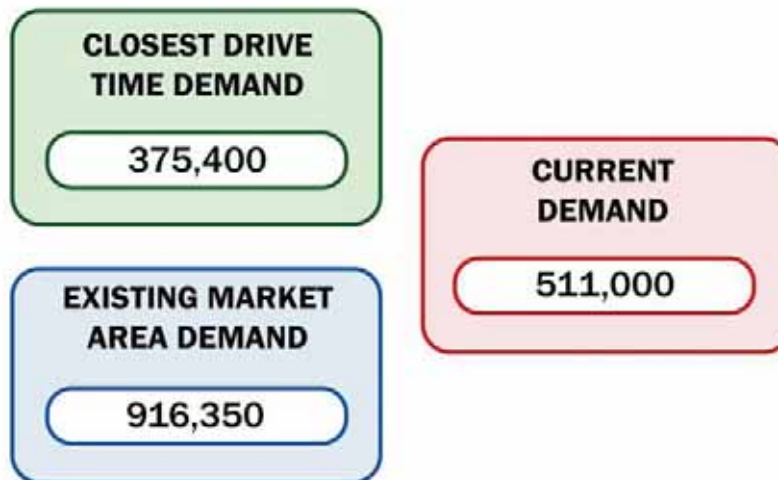 CLOSEST DRIVE
TIME DEMAND
375,400
EXISTING MARKET
AREA DEMAND
916,350
CURRENT
DEMAND
511,000